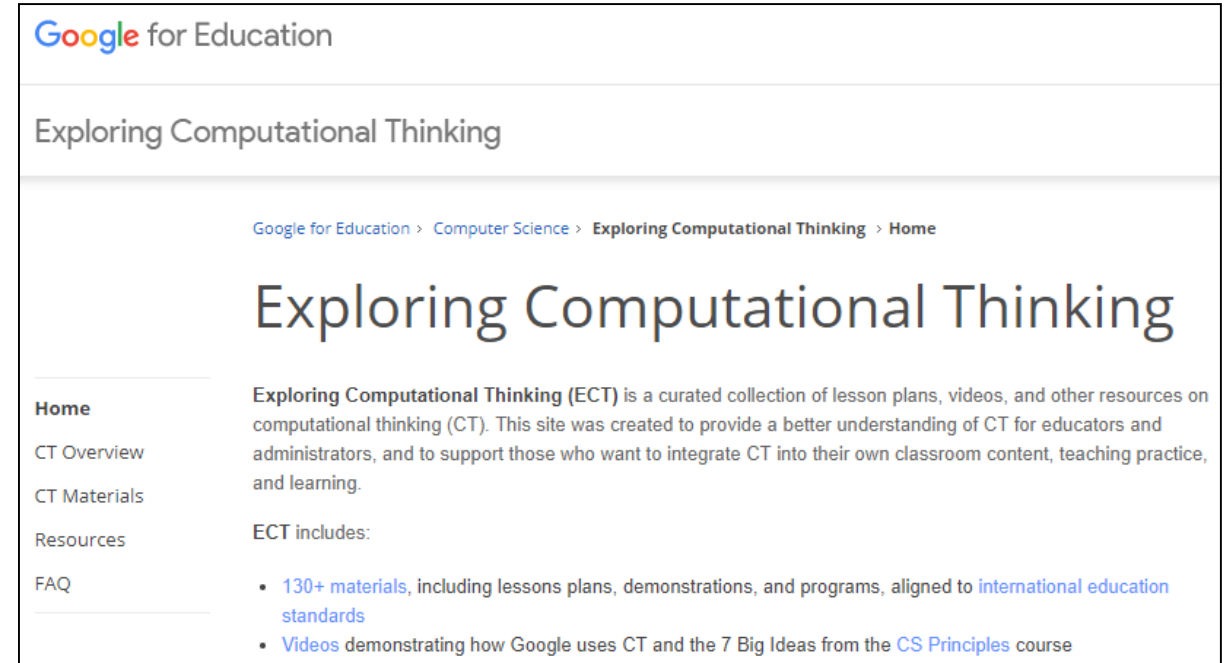 Google for Education
Exploring Computational Thinking
Google for Education > Computer Science > Exploring Computational Thinking > Home
Exploring Computational Thinking
Home
CT Overview
CT Materials
Resources
FAQ
Exploring Computational Thinking (ECT) is a curated collection of lesson plans, videos, and other resources on
computational thinking (CT). This site was created to provide a better understanding of CT for educators and
administrators, and to support those who want to integrate CT into their own classroom content, teaching practice,
and learning.
ECT includes:
• 130+ materials, including lessons plans, demonstrations, and programs, aligned to international education
standards
• Videos demonstrating how Google uses CT and the 7 Big Ideas from the CS Principles course